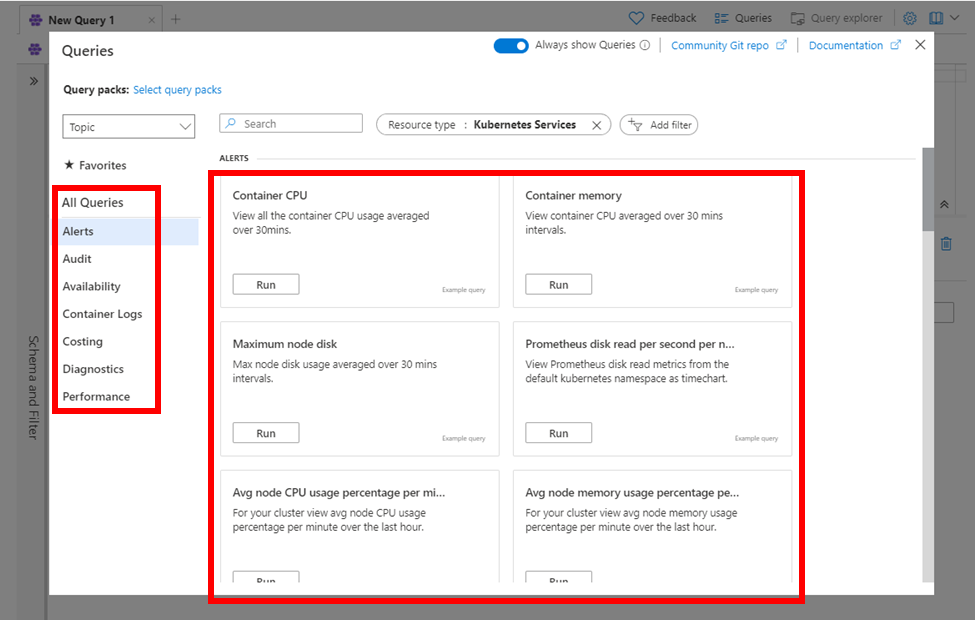 New Query 1
Feedback
Queries
Query explorer
Queries
Always show Queries
Community Git repo
Documentation
Query packs: Select query packs
Topic
Search
Resource type : Kubernetes Services
Add filter
Favorites
All Queries
Alerts
Audit
Availability
Container Logs
Costing
Diagnostics
Performance
Schema and Filter
ALERTS
Container CPU
View all the container CPU usage averaged
over 30mins.
Run
Example query
Container memory
View container CPU averaged over 30 mins
intervals.
Run
Example query
Maximum node disk
Max node disk usage averaged over 30 mins
intervals.
Run
Example query
Prometheus disk read per second per n...
View Prometheus disk read metrics from the
default kubernetes namespace as timechart.
Run
Example query
Avg node CPU usage percentage per mi...
For your cluster view avg node CPU usage
percentage per minute over the last hour.
Run
Avg node memory usage percentage pe...
For your cluster view avg node memory usage
percentage per minute over the last hour.
Run